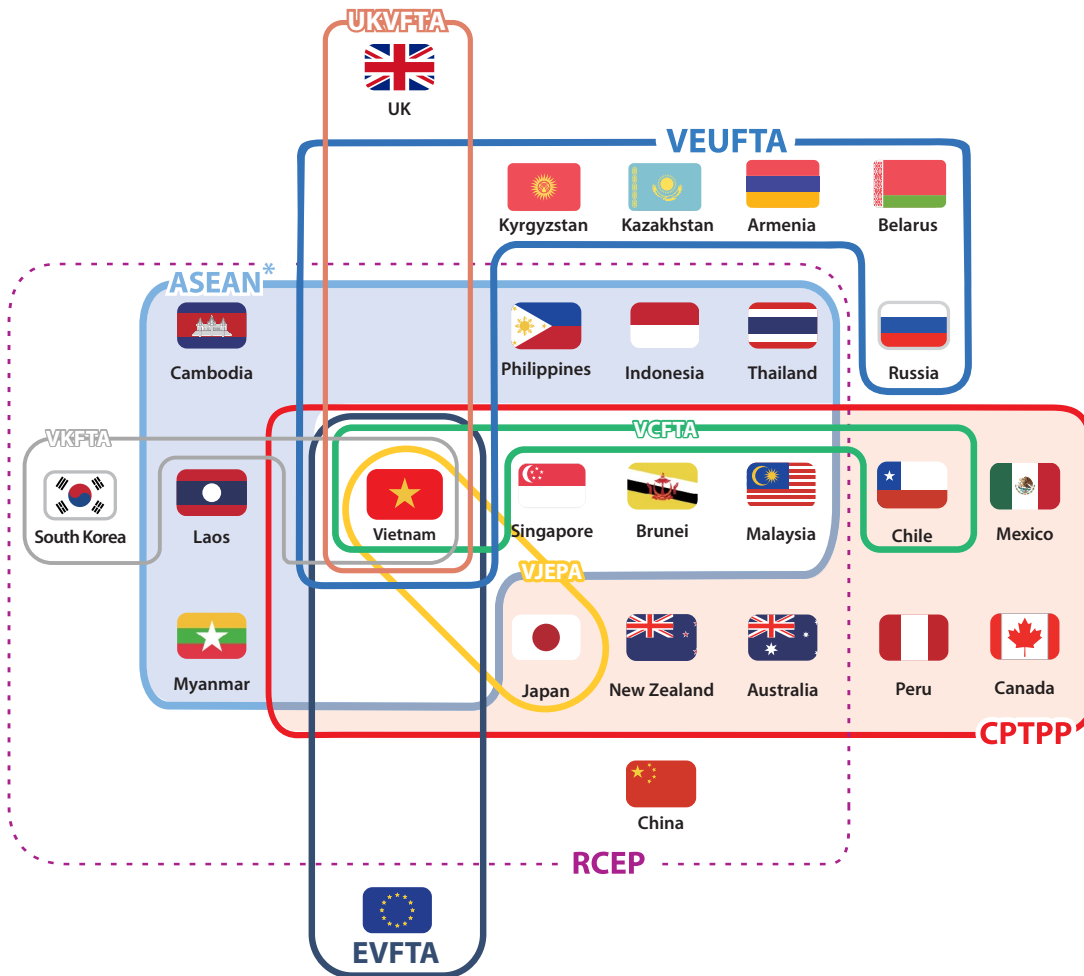 UKVFTA
UK
VEUFTA
Kyrgyzstan
Kazakhstan
Armenia
Belarus
ASEAN*
Cambodia
Philippines
Indonesia
Thailand
Russia
VKFTA
VCFTA
South Korea
Laos
Vietnam
Singapore
Brunei
Malaysia
Chile
Mexico
VJEPA
Myanmar
Japan
New Zealand
Australia
Peru
Canada
CPTPP
China
RCEP
EVFTA